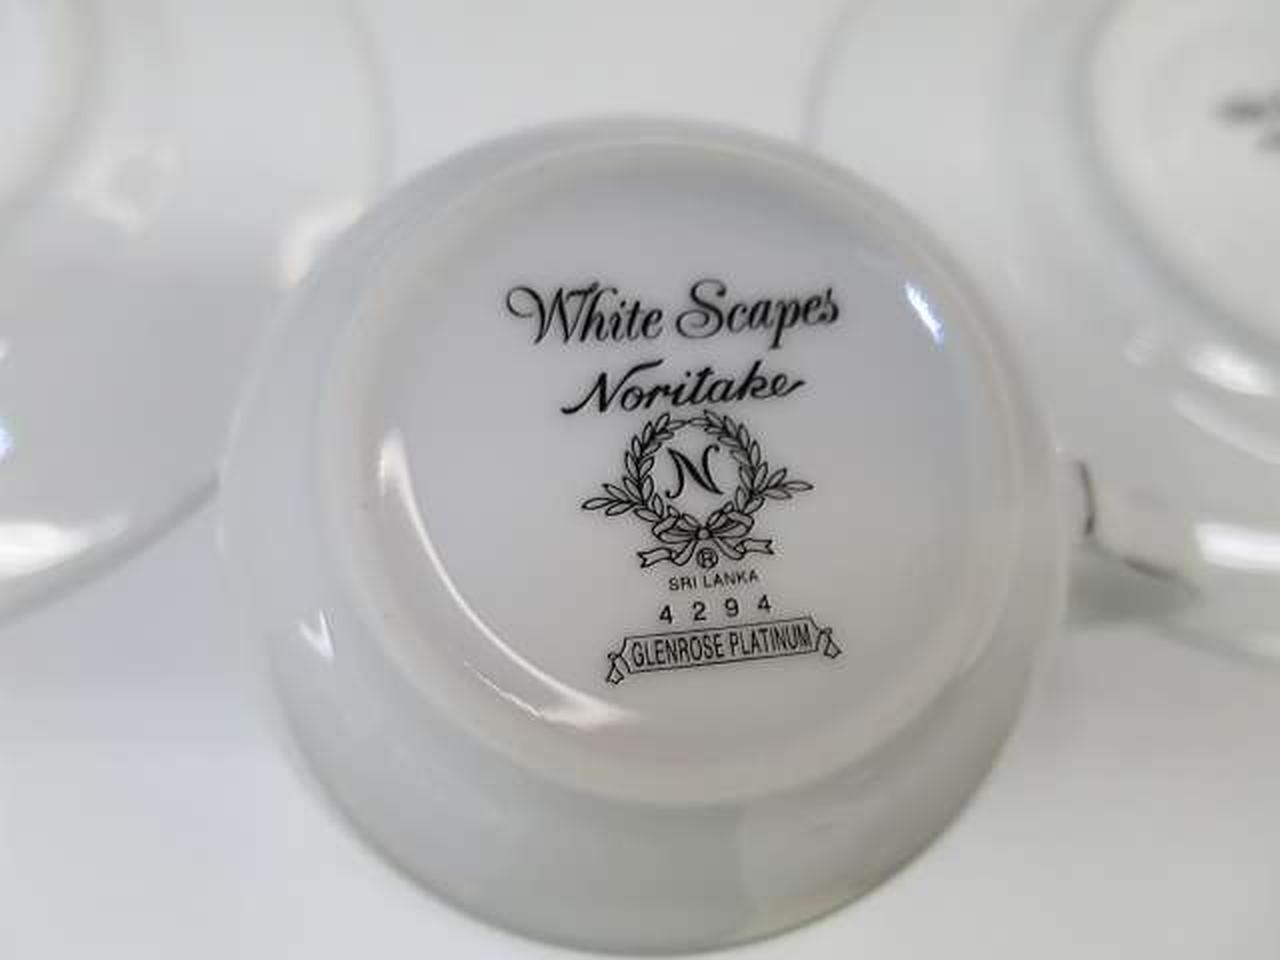 White Scapes
Noritake
N
®
SRI LANKA
4294
GLENROSE PLATINUM